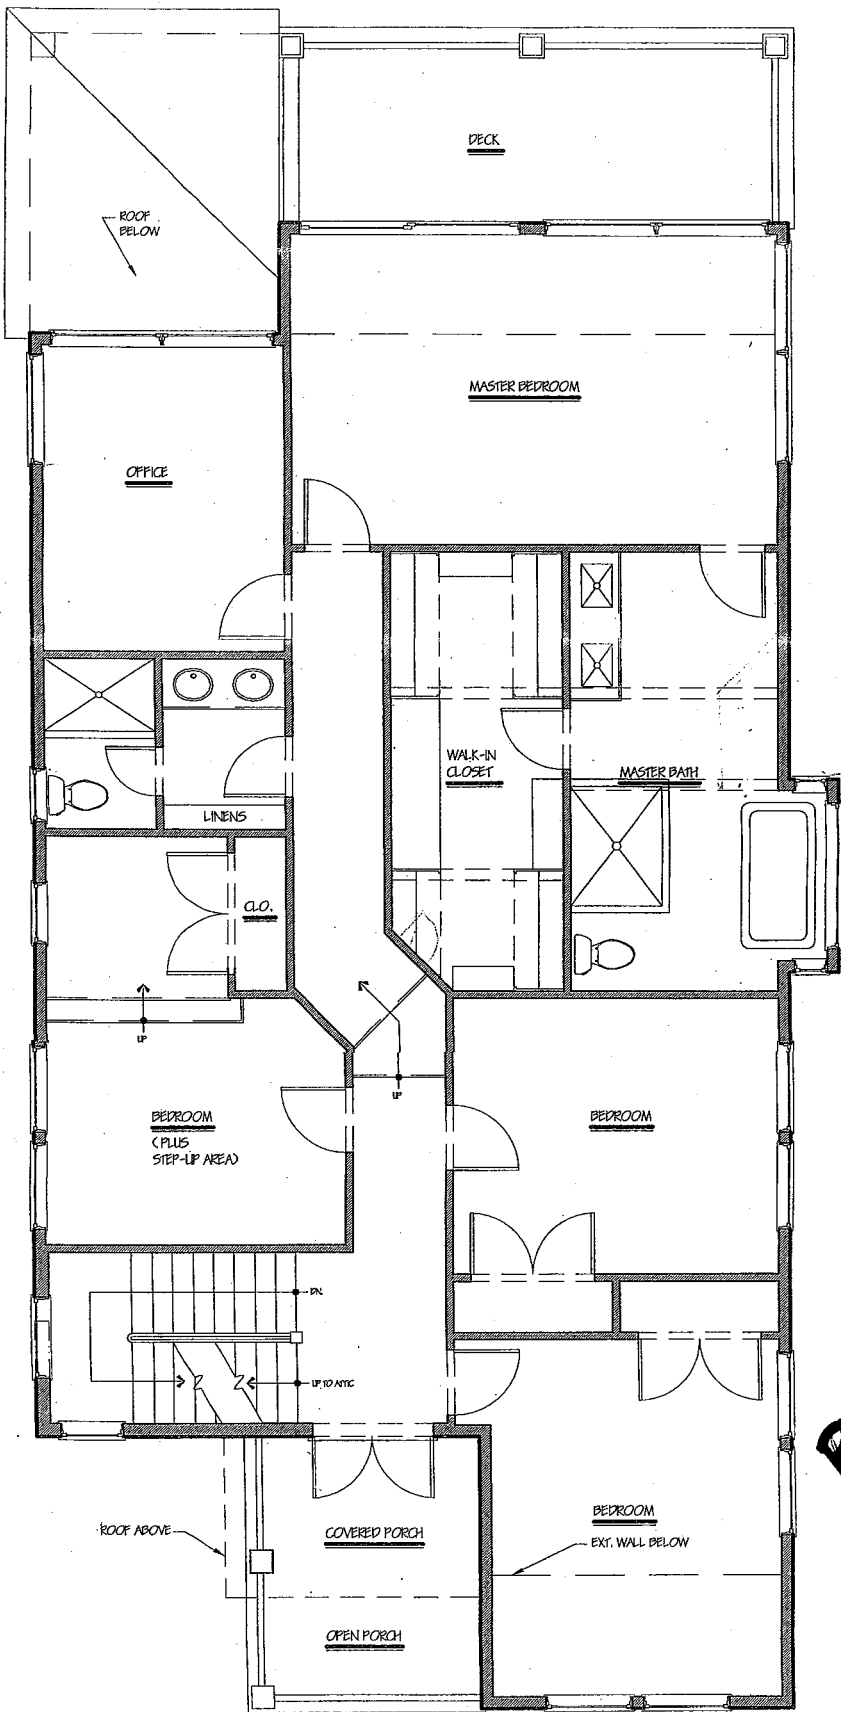 DECK
ROOF
BELOW
MASTER BEDROOM
OFFICE
WALK-IN
CLOSET
MASTER BATH
LINENS
CLO.
UP
UP
BEDROOM
(PLUS
STEP-UP AREA)
BEDROOM
DN.
UP TO ATTIC
BEDROOM
EXT. WALL BELOW
ROOF ABOVE
COVERED PORCH
OPEN PORCH